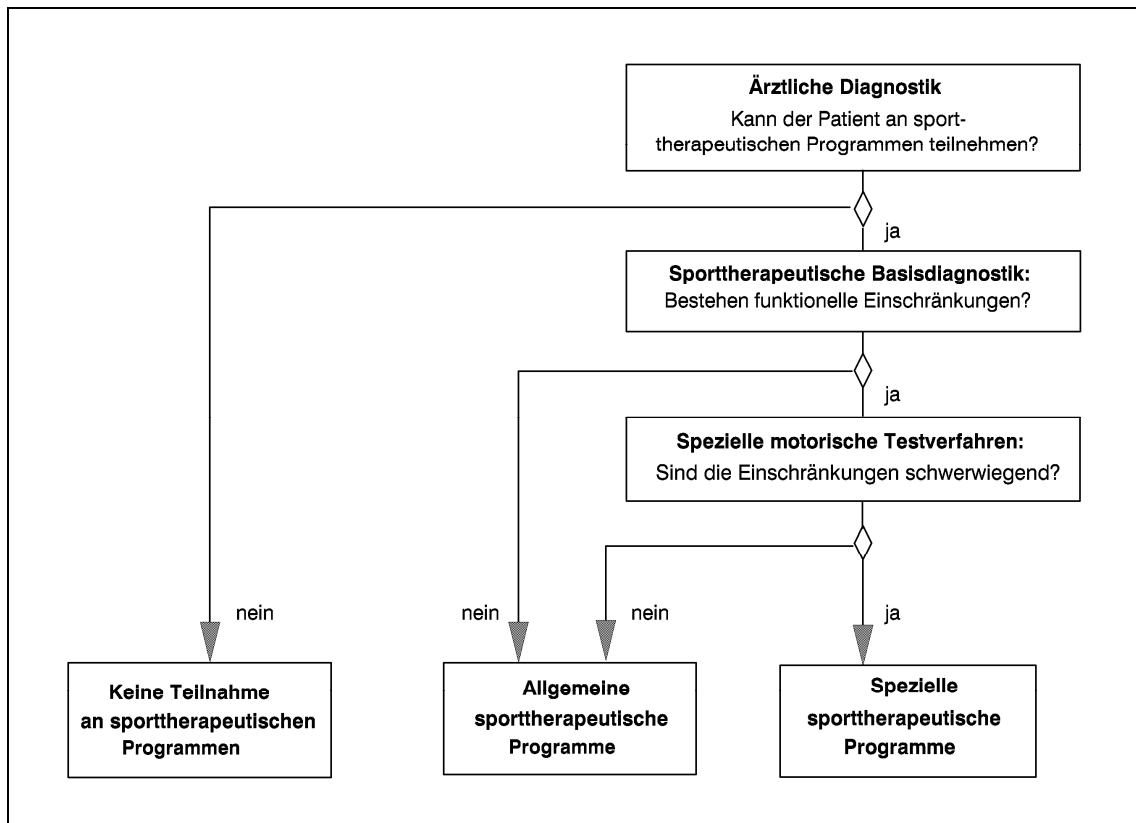 Ärztliche Diagnostik
Kann der Patient an sport-
therapeutischen Programmen teilnehmen?
ja
Sporttherapeutische Basisdiagnostik:
Bestehen funktionelle Einschränkungen?
ja
Spezielle motorische Testverfahren:
Sind die Einschränkungen schwerwiegend?
nein
nein
nein
ja
Keine Teilnahme
an sporttherapeutischen
Programmen
Allgemeine
sporttherapeutische
Programme
Spezielle
sporttherapeutische
Programme